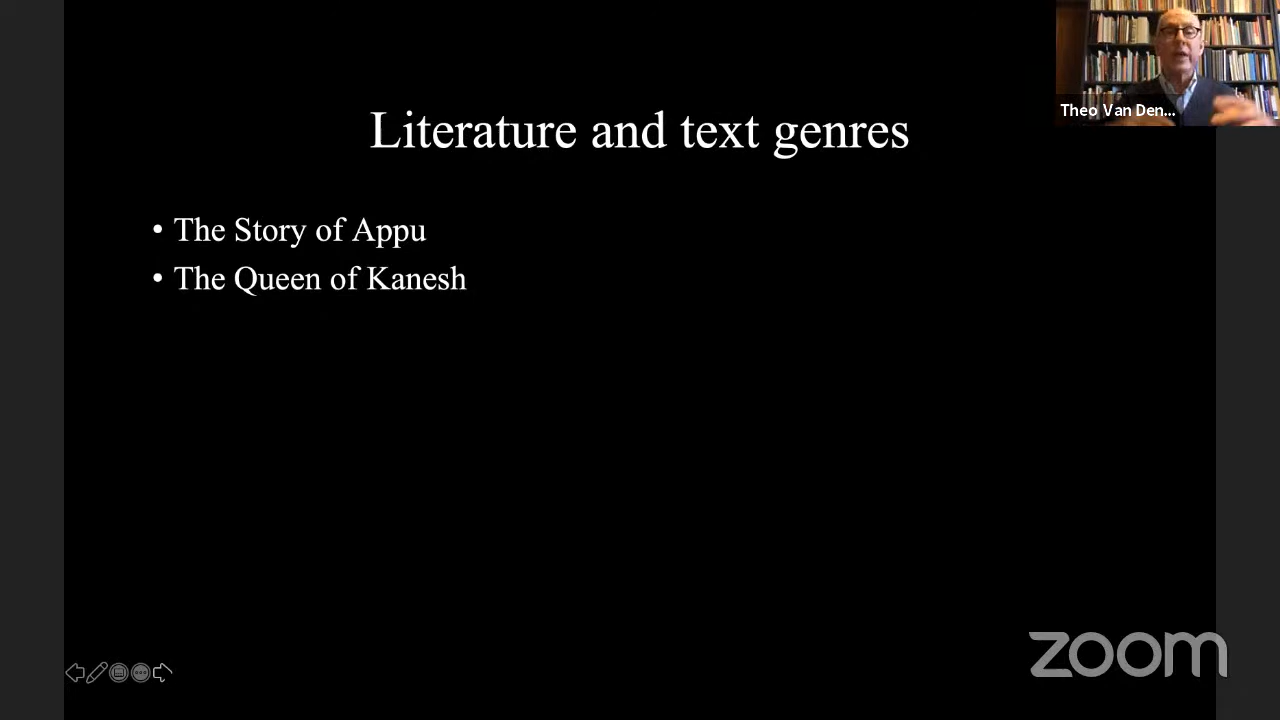 Theo Van Den...
Literature and text genres
• The Story of Appu
• The Queen of Kanesh
zoom